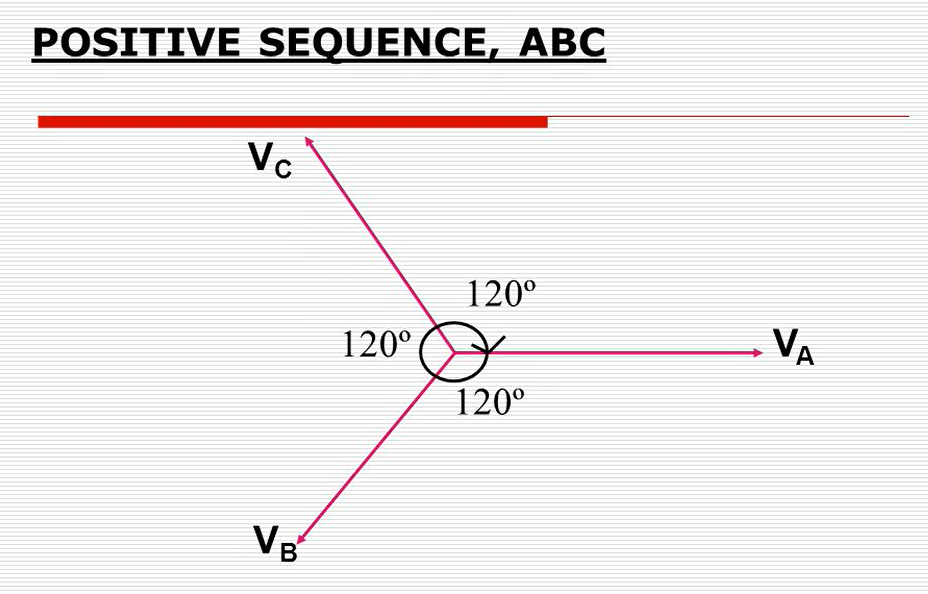 POSITIVE SEQUENCE, ABC
VC
120º
120º
VA
120º
VB